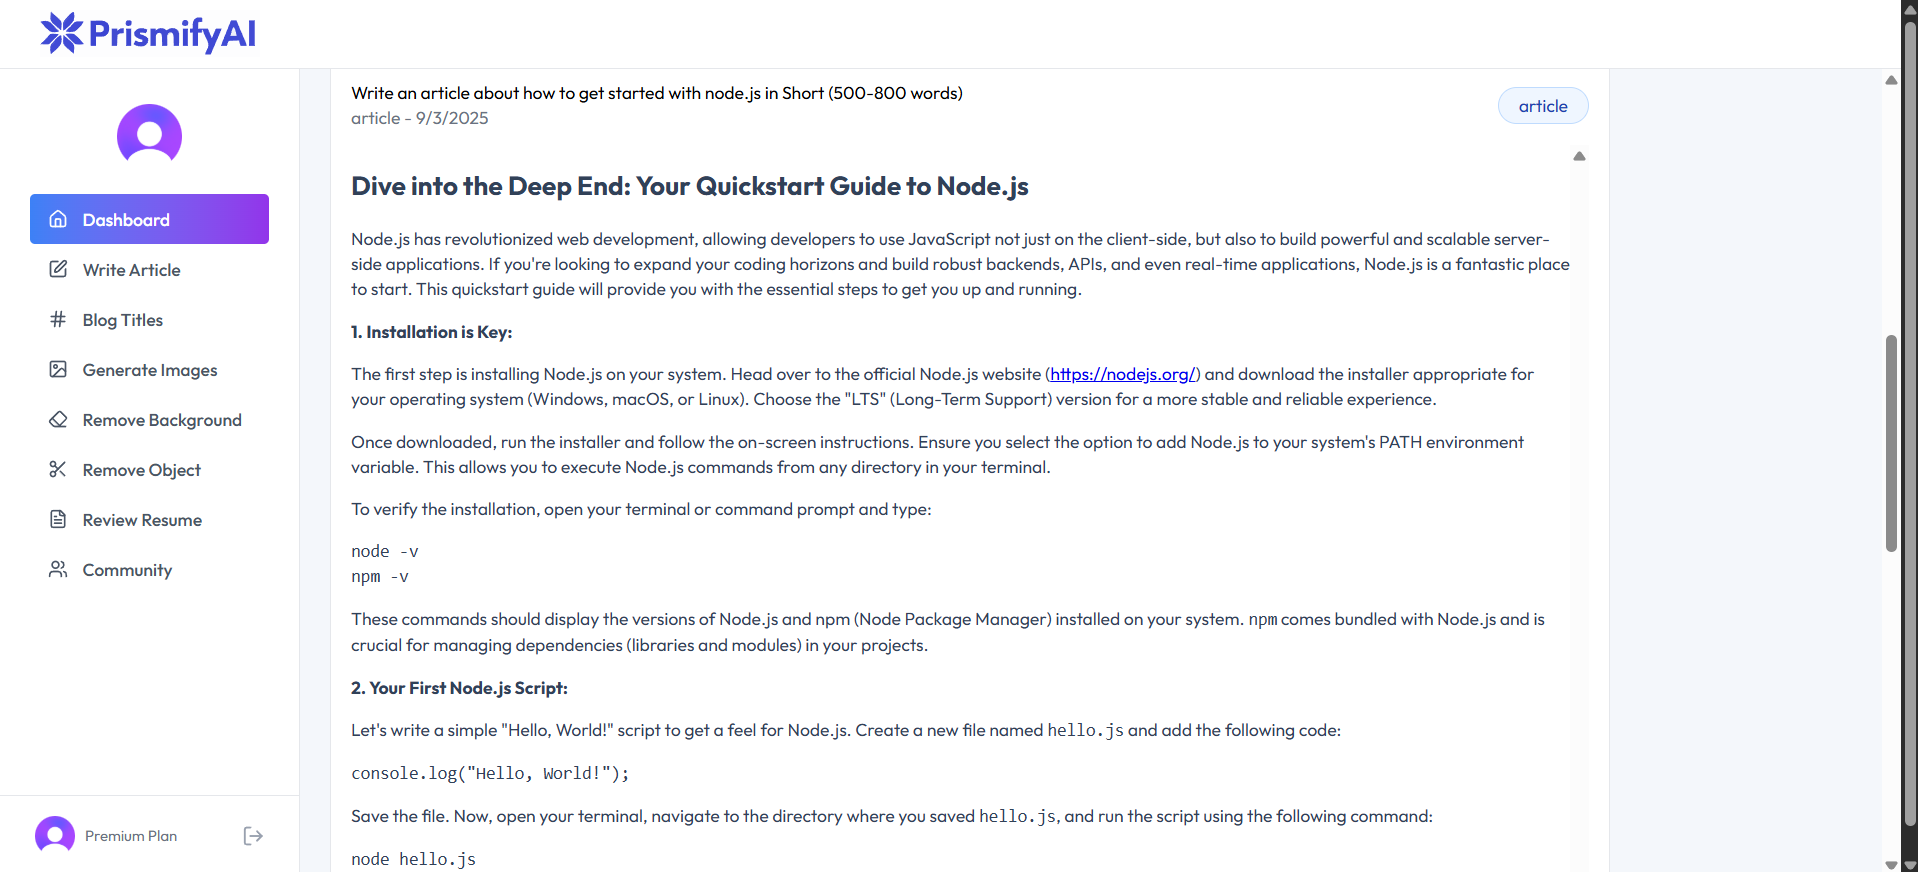 PrismifyAI
Dashboard
Write Article
Blog Titles
Generate Images
Remove Background
Remove Object
Review Resume
Community
Premium Plan
Write an article about how to get started with node.js in Short (500-800 words)
article - 9/3/2025
article
Dive into the Deep End: Your Quickstart Guide to Node.js
Node.js has revolutionized web development, allowing developers to use JavaScript not just on the client-side, but also to build powerful and scalable server-
side applications. If you're looking to expand your coding horizons and build robust backends, APIs, and even real-time applications, Node.js is a fantastic place
to start. This quickstart guide will provide you with the essential steps to get you up and running.
1. Installation is Key:
The first step is installing Node.js on your system. Head over to the official Node.js website (https://nodejs.org/) and download the installer appropriate for
your operating system (Windows, macOS, or Linux). Choose the "LTS" (Long-Term Support) version for a more stable and reliable experience.
Once downloaded, run the installer and follow the on-screen instructions. Ensure you select the option to add Node.js to your system's PATH environment
variable. This allows you to execute Node.js commands from any directory in your terminal.
To verify the installation, open your terminal or command prompt and type:
node -v
npm -v
These commands should display the versions of Node.js and npm (Node Package Manager) installed on your system. npm comes bundled with Node.js and is
crucial for managing dependencies (libraries and modules) in your projects.
2. Your First Node.js Script:
Let's write a simple "Hello, World!" script to get a feel for Node.js. Create a new file named hello.js and add the following code:
console.log("Hello, World!");
Save the file. Now, open your terminal, navigate to the directory where you saved hello.js, and run the script using the following command:
node hello.js